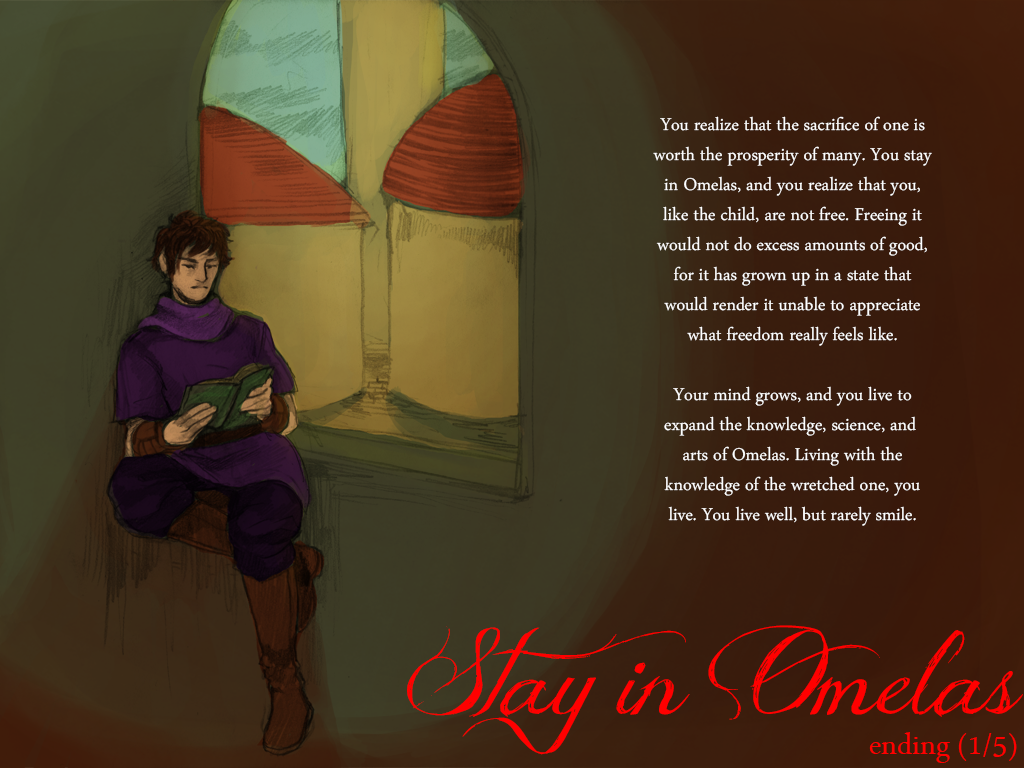 You realize that the sacrifice of one is
worth the prosperity of many. You stay
in Omelas, and you realize that you,
like the child, are not free. Freeing it
would not do excess amounts of good,
for it has grown up in a state that
would render it unable to appreciate
what freedom really feels like.
Your mind grows, and you live to
expand the knowledge, science, and
arts of Omelas. Living with the
knowledge of the wretched one, you
live. You live well, but rarely smile.
Stay in Omelas
ending (1/5)